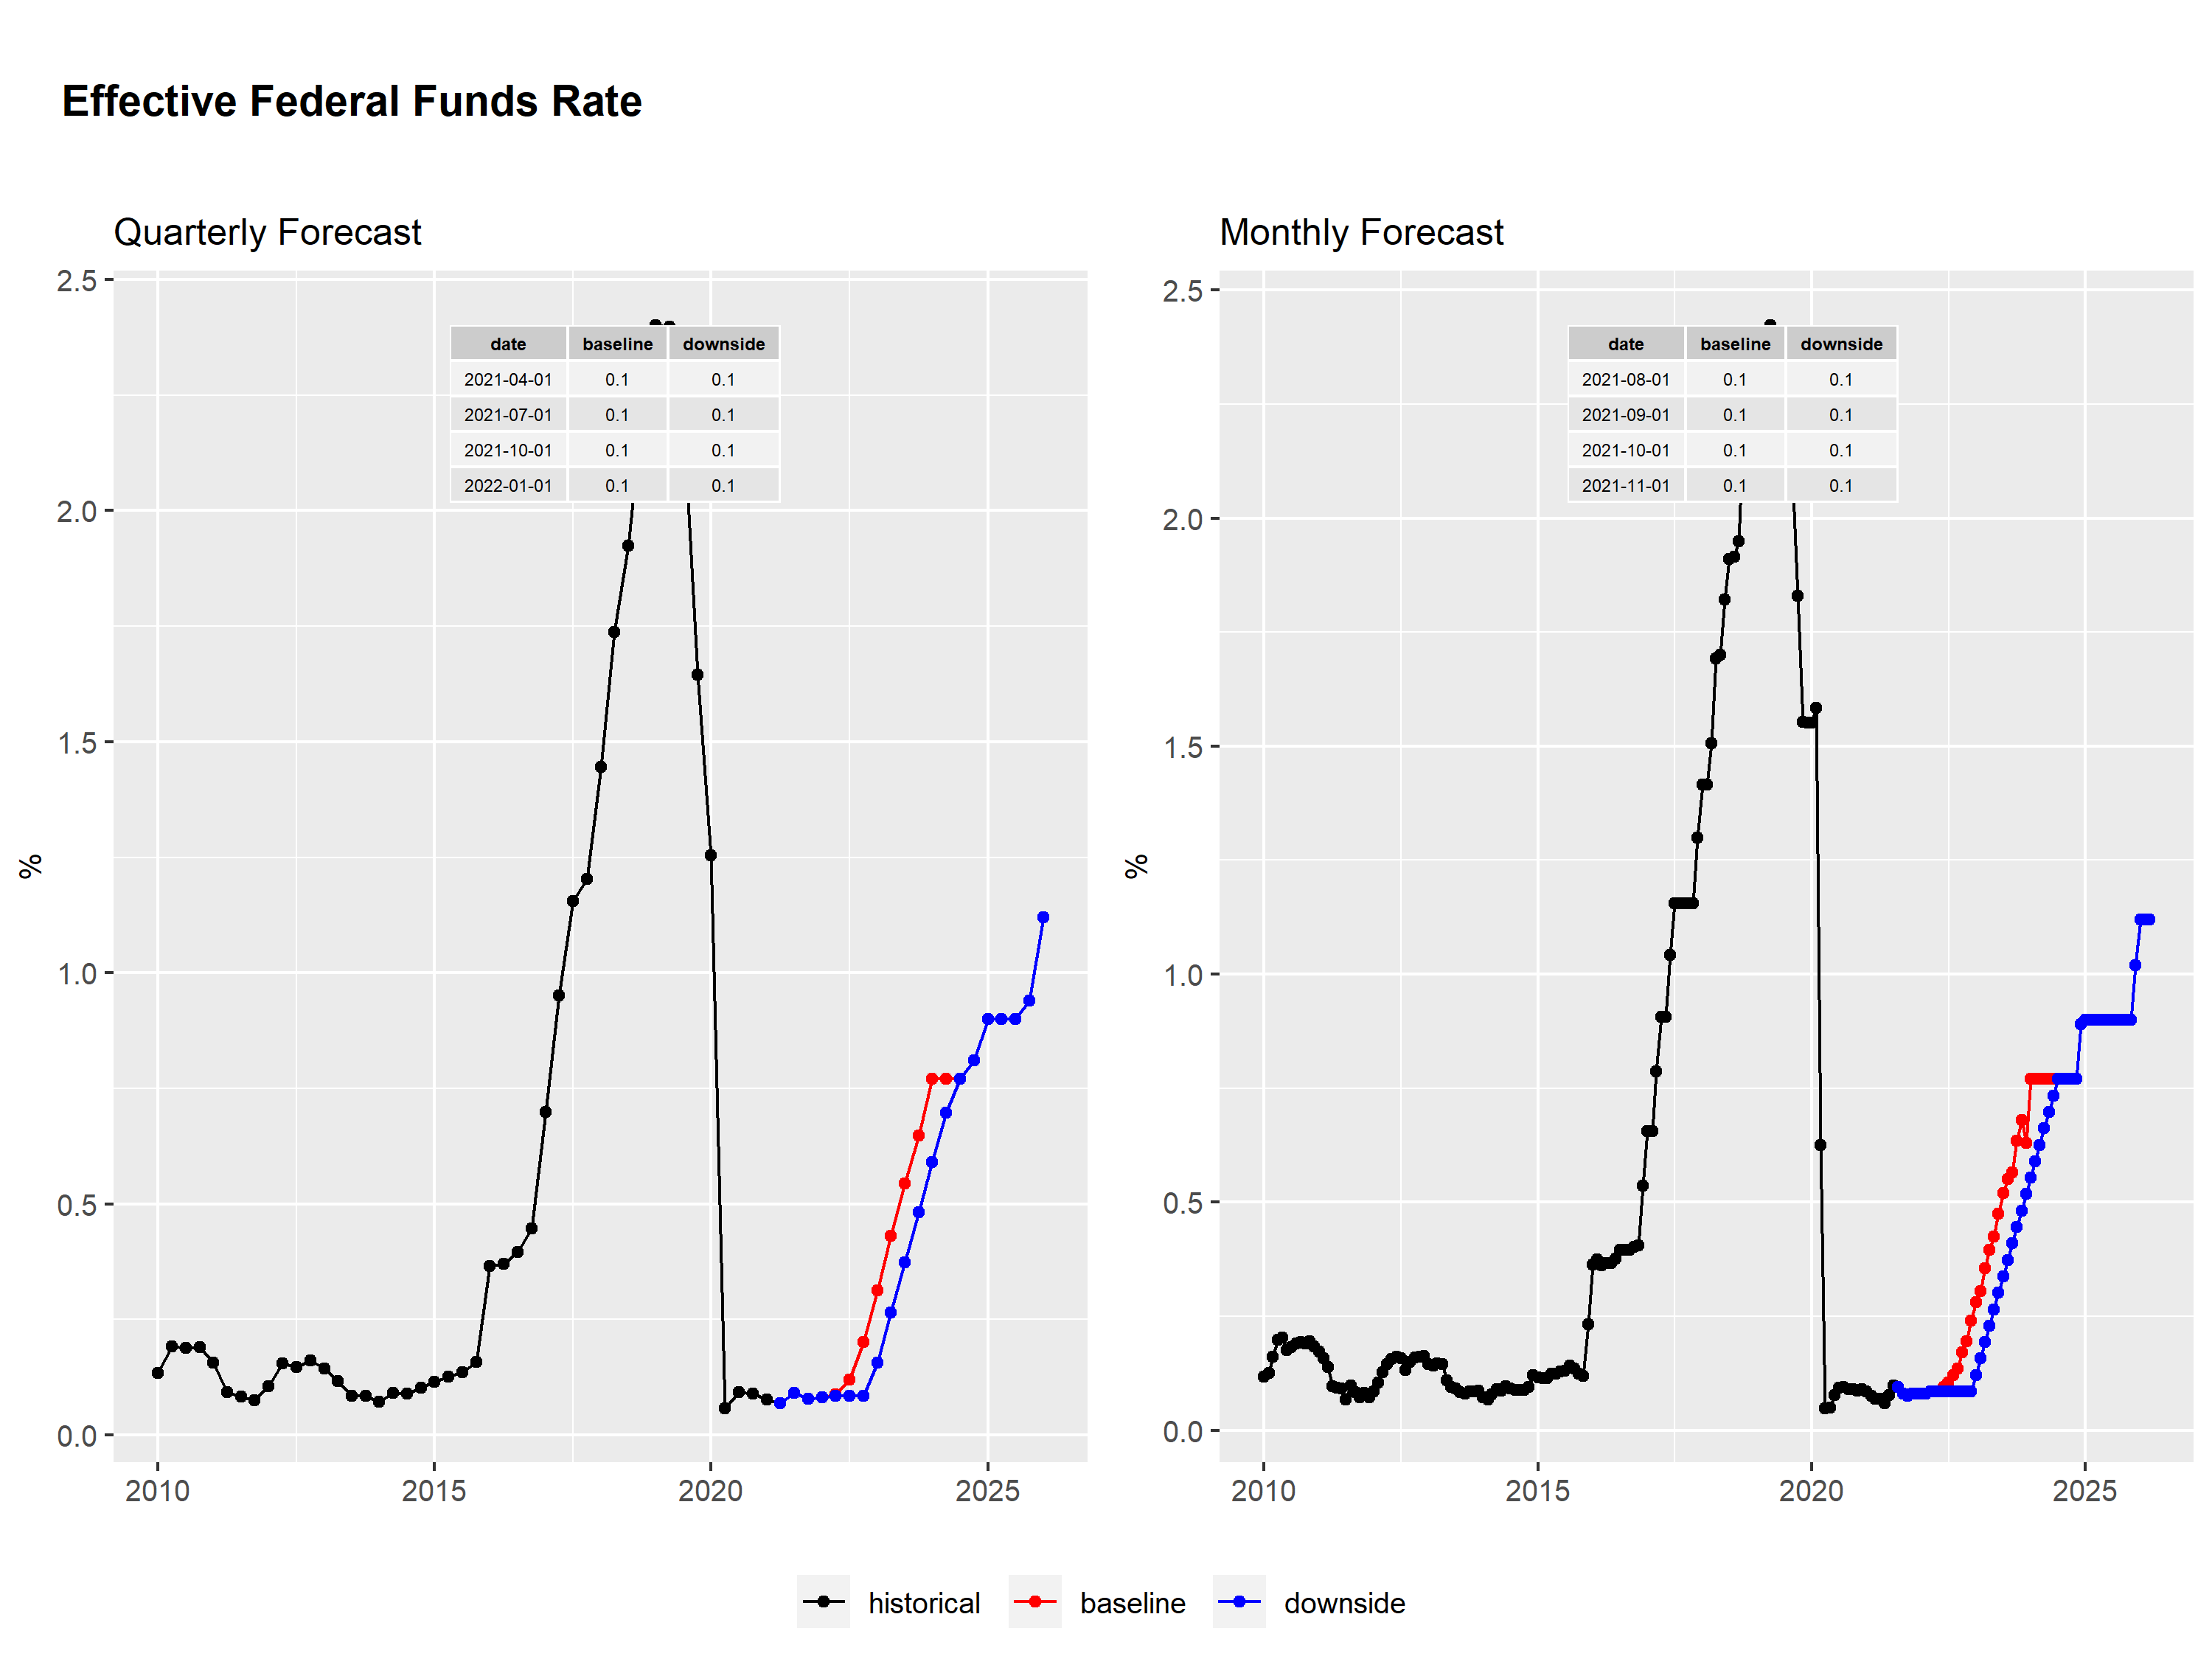 Effective Federal Funds Rate
Quarterly Forecast
2.5
2.0
1.5
1.0
0.5
0.0
%
2010 2015 2020 2025
date baseline downside
2021-04-01 0.1 0.1
2021-07-01 0.1 0.1
2021-10-01 0.1 0.1
2022-01-01 0.1 0.1
Monthly Forecast
2.5
2.0
1.5
1.0
0.5
0.0
%
2010 2015 2020 2025
date baseline downside
2021-08-01 0.1 0.1
2021-09-01 0.1 0.1
2021-10-01 0.1 0.1
2021-11-01 0.1 0.1
historical baseline downside